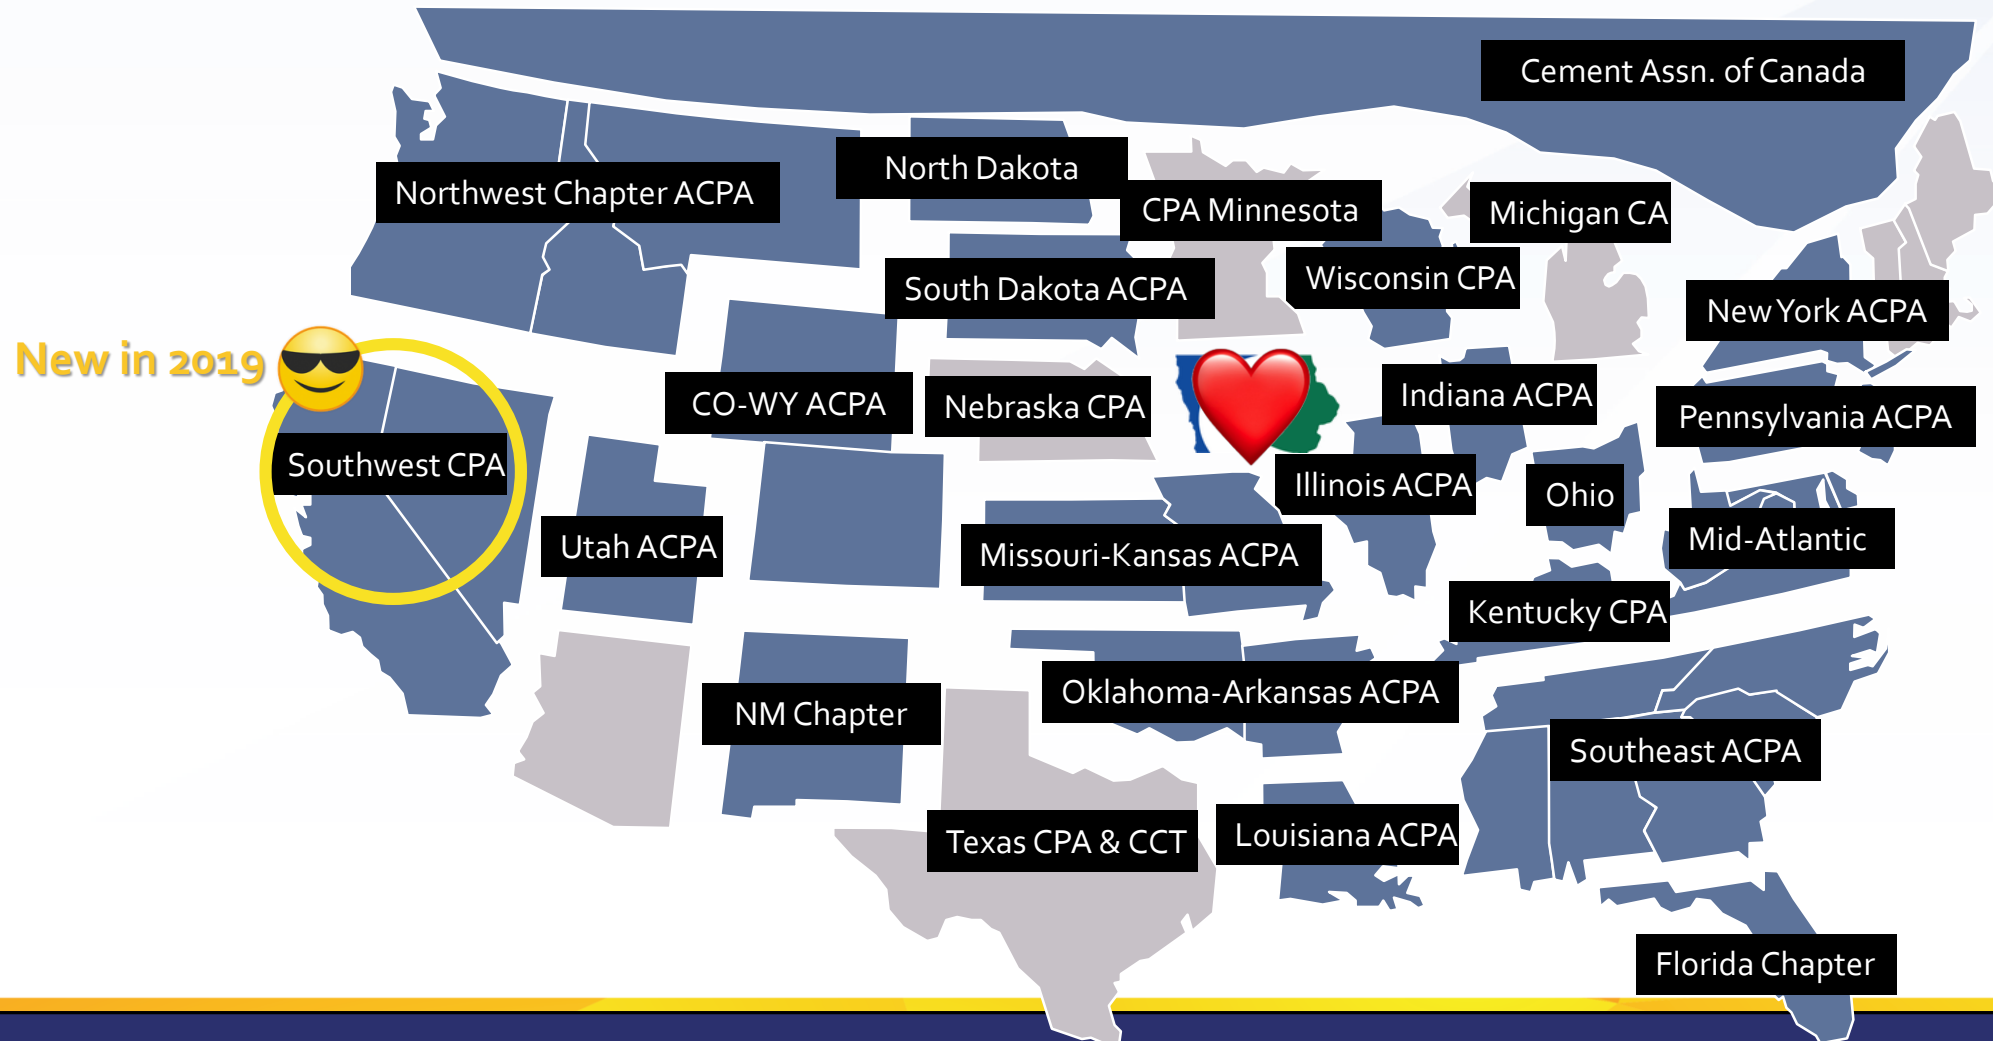 Cement Assn. of Canada
North Dakota
Northwest Chapter ACPA
CPA Minnesota
Michigan CA
Wisconsin CPA
South Dakota ACPA
New York ACPA
New in 2019
CO-WY ACPA
Nebraska CPA
Indiana ACPA
Pennsylvania ACPA
Southwest CPA
Illinois ACPA
Ohio
Utah ACPA
Missouri-Kansas ACPA
Mid-Atlantic
Kentucky CPA
Oklahoma-Arkansas ACPA
NM Chapter
Southeast ACPA
Texas CPA & CCT
Louisiana ACPA
Florida Chapter